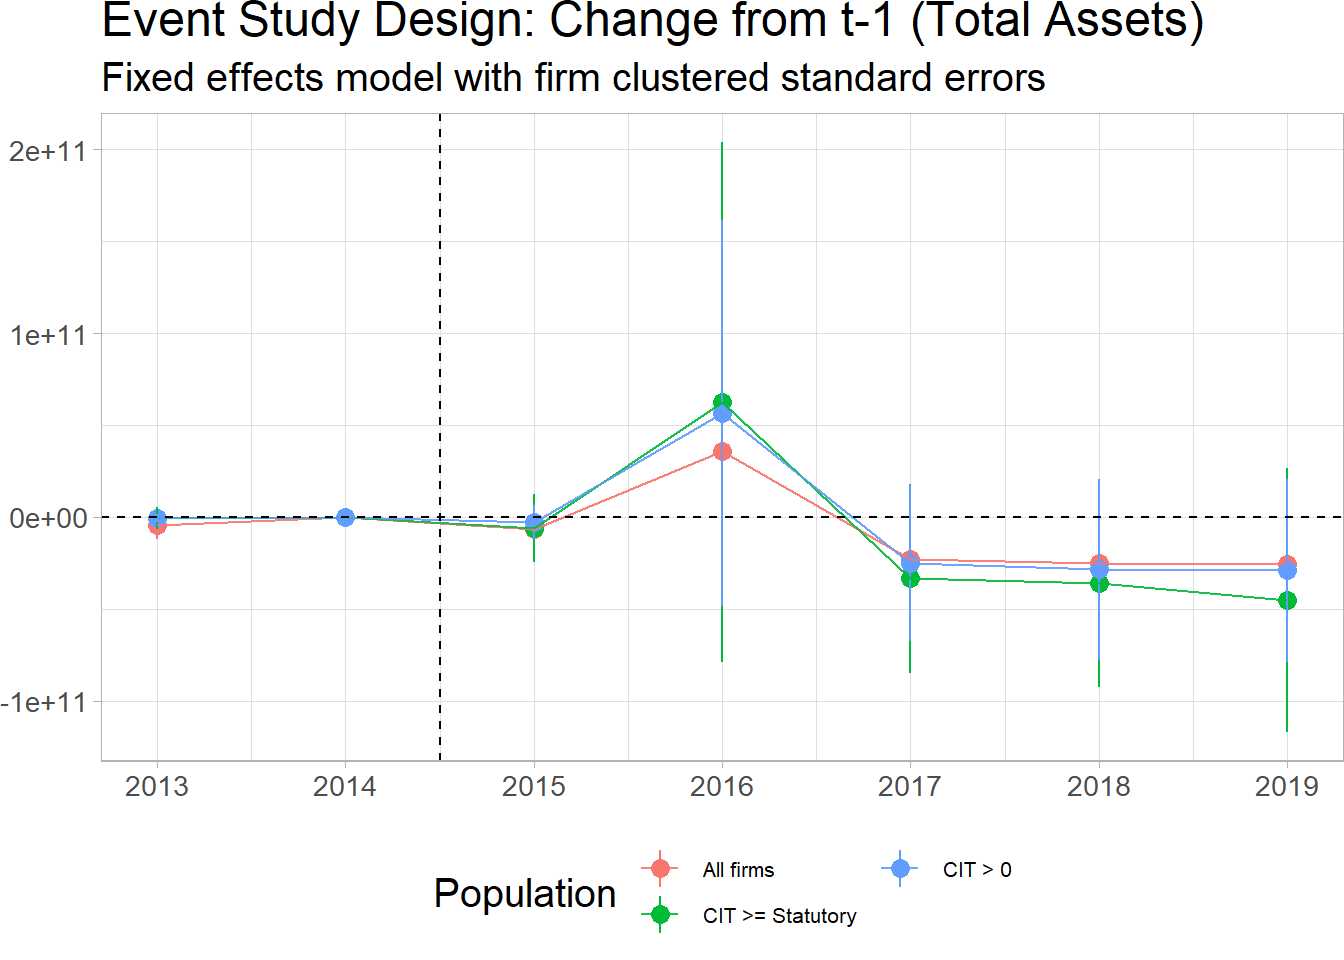 Event Study Design: Change from t-1 (Total Assets)
Fixed effects model with firm clustered standard errors
2e+11
1e+11
0e+00
-1e+11
2013 2014 2015 2016 2017 2018 2019
Population
All firms
CIT > 0
CIT >= Statutory